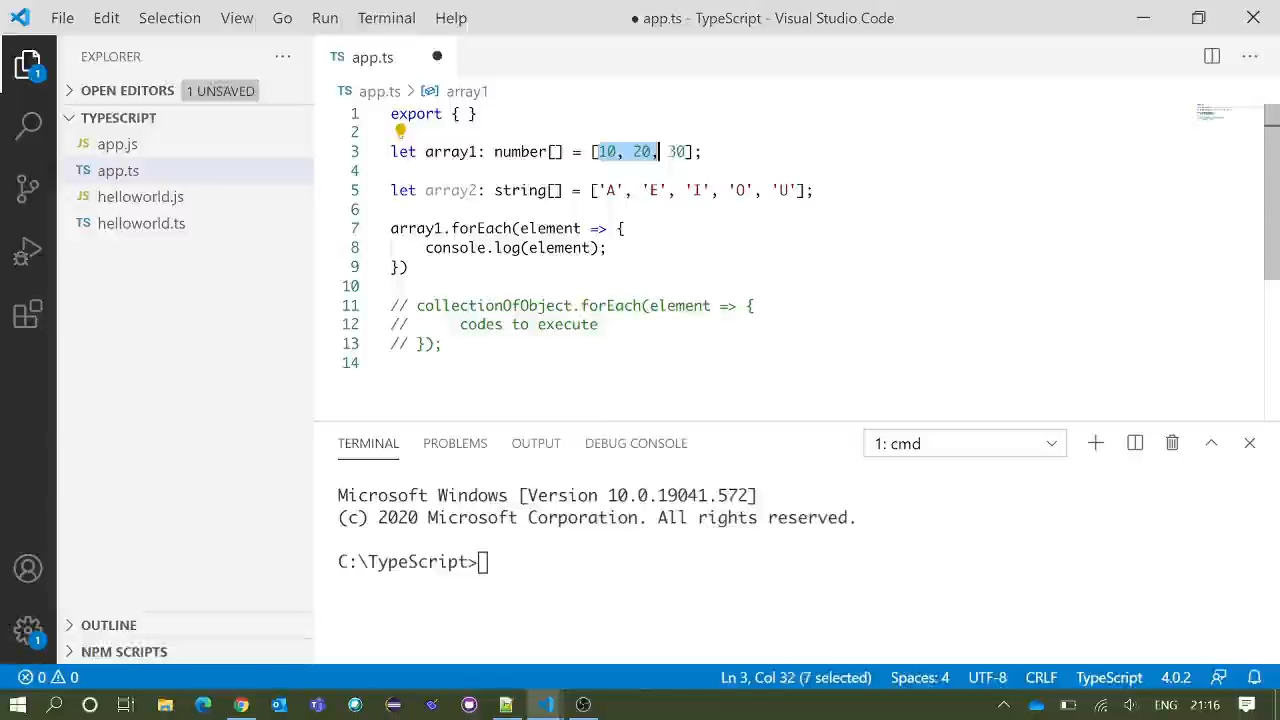 File Edit Selection View Go Run Terminal Help
● app.ts - TypeScript - Visual Studio Code
EXPLORER
TS app.ts
OPEN EDITORS 1 UNSAVED
TS app.ts > array1
TYPESCRIPT
JS app.js
TS app.ts
JS helloworld.js
TS helloworld.ts
1 export { }
2
3 let array1: number[] = [10, 20, 30];
4
5 let array2: string[] = ['A', 'E', 'I', 'O', 'U'];
6
7 array1.forEach(element => {
8 console.log(element);
9 })
10
11 // collectionOfObject.forEach(element => {
12 // codes to execute
13 // });
14
TERMINAL PROBLEMS OUTPUT DEBUG CONSOLE 1: cmd
Microsoft Windows [Version 10.0.19041.572]
(c) 2020 Microsoft Corporation. All rights reserved.
C:\TypeScript>
1
1
OUTLINE
NPM SCRIPTS
0 0 Ln 3, Col 32 (7 selected) Spaces: 4 UTF-8 CRLF TypeScript 4.0.2
ENG 21:16